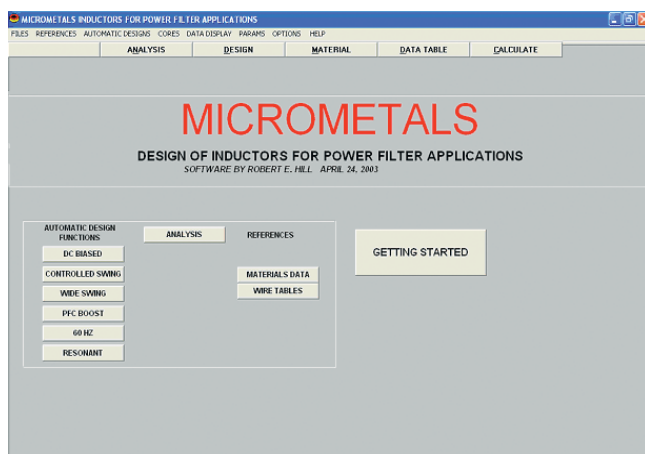 MICROMETALS INDUCTORS FOR POWER FILTER APPLICATIONS
FILES REFERENCES AUTOMATIC DESIGNS CORES DATA DISPLAY PARAMS OPTIONS HELP
ANALYSIS DESIGN MATERIAL DATA TABLE CALCULATE
MICROMETALS
DESIGN OF INDUCTORS FOR POWER FILTER APPLICATIONS
SOFTWARE BY ROBERT E. HILL APRIL 24, 2003
AUTOMATIC DESIGN
FUNCTIONS
ANALYSIS
REFERENCES
GETTING STARTED
DC BIASED
CONTROLLED SWING
MATERIALS DATA
WIDE SWING
WIRE TABLES
PFC BOOST
60 HZ
RESONANT